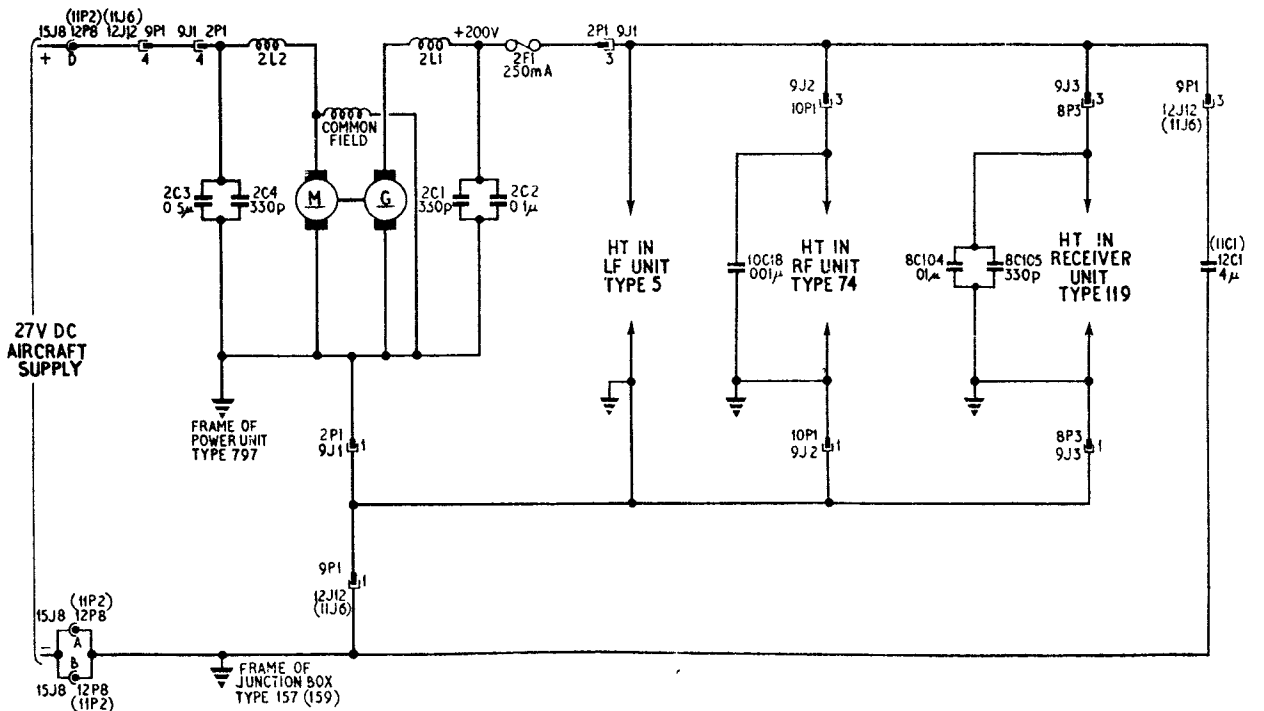 (11P2)(11J6)
15J8 12P8 12J12 9P1 9J1 2P1
+ D 4 4
2L2
2L1
+200V
2F1
250mA
2P1 9J1
3
COMMON
FIELD
9J2
3
10P1
9J3
3
8P3
9P1
3
12J12
(11J6)
2C3
0 5μ
2C4
330p
M
G
2C1
330p
2C2
0 1μ
HT IN
LF UNIT
TYPE 5
10C18
001μ
HT IN
RF UNIT
TYPE 74
8C104
01μ
8C105
330p
HT IN
RECEIVER
UNIT
TYPE 119
(11C1)
12C1
4μ
27V DC
AIRCRAFT
SUPPLY
FRAME OF
POWER UNIT
TYPE 797
2P1
9J1
1
10P1
9J2
1
8P3
9J3
1
9P1
1
12J12
(11J6)
(11P2)
15J8 12P8
A
−
B
15J8 12P8
(11P2)
FRAME OF
JUNCTION BOX
TYPE 157 (159)